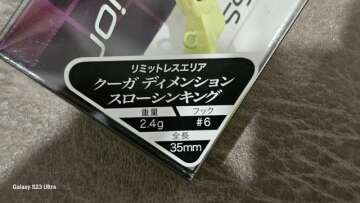 リミットレスエリア
クーガ ディメンション
スローシンキング
重量 フック
2.4g #6
全長
35mm
Galaxy S23 Ultra